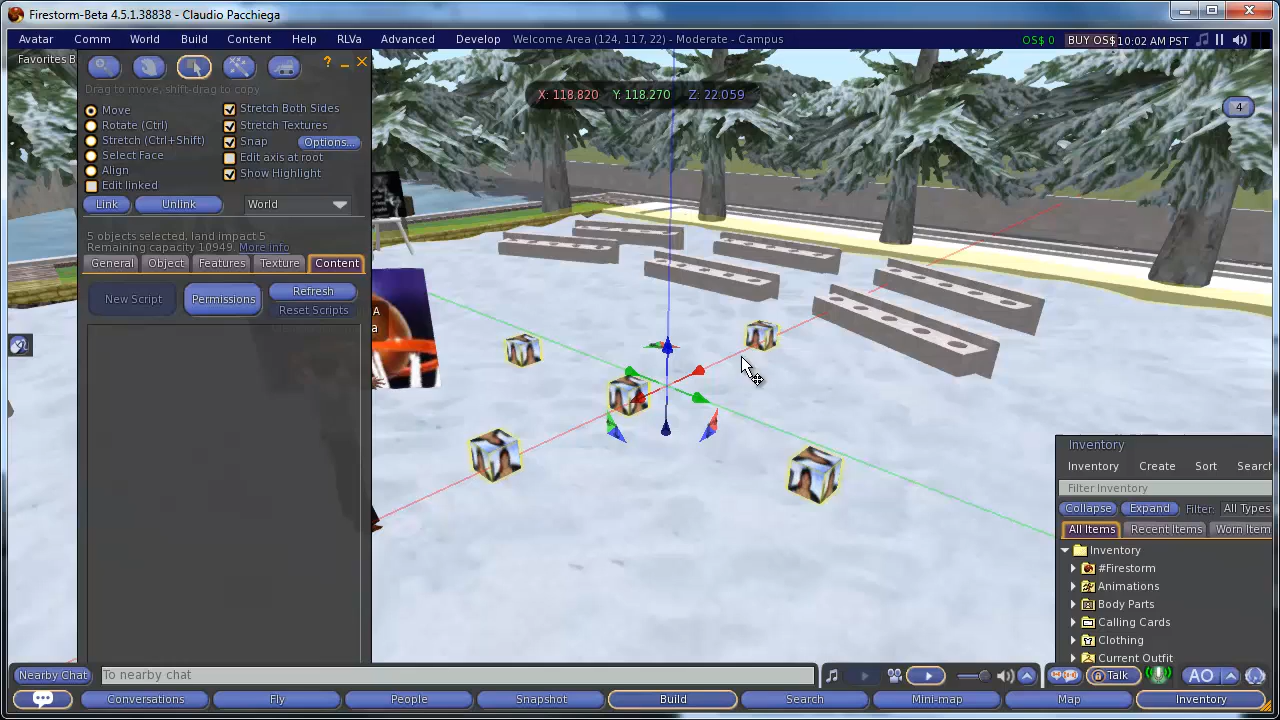 Firestorm-Beta 4.5.1.38838 - Claudio Pacchiega
Avatar Comm World Build Content Help RLVa Advanced Develop Welcome Area (124, 117, 22) - Moderate - Campus OS$ 0 BUY OS$ 10:02 AM PST
Favorites B
?
Drag to move, shift-drag to copy
X: 118.820 Y: 118.270 Z: 22.059
4
Move
Rotate (Ctrl)
Stretch (Ctrl+Shift)
Select Face
Align
Edit linked
Stretch Both Sides
Stretch Textures
Snap Options...
Edit axis at root
Show Highlight
Link Unlink World
5 objects selected, land impact 5
Remaining capacity 10949. More info
General Object Features Texture Content
New Script Permissions Refresh
Reset Scripts
A
a
Inventory
Inventory Create Sort Search
Filter Inventory
Collapse Expand Filter: All Types
All Items Recent Items Worn Item
Inventory
#Firestorm
Animations
Body Parts
Calling Cards
Clothing
Current Outfit
Nearby Chat To nearby chat Talk AO
Conversations Fly People Snapshot Build Search Mini-map Map Inventory